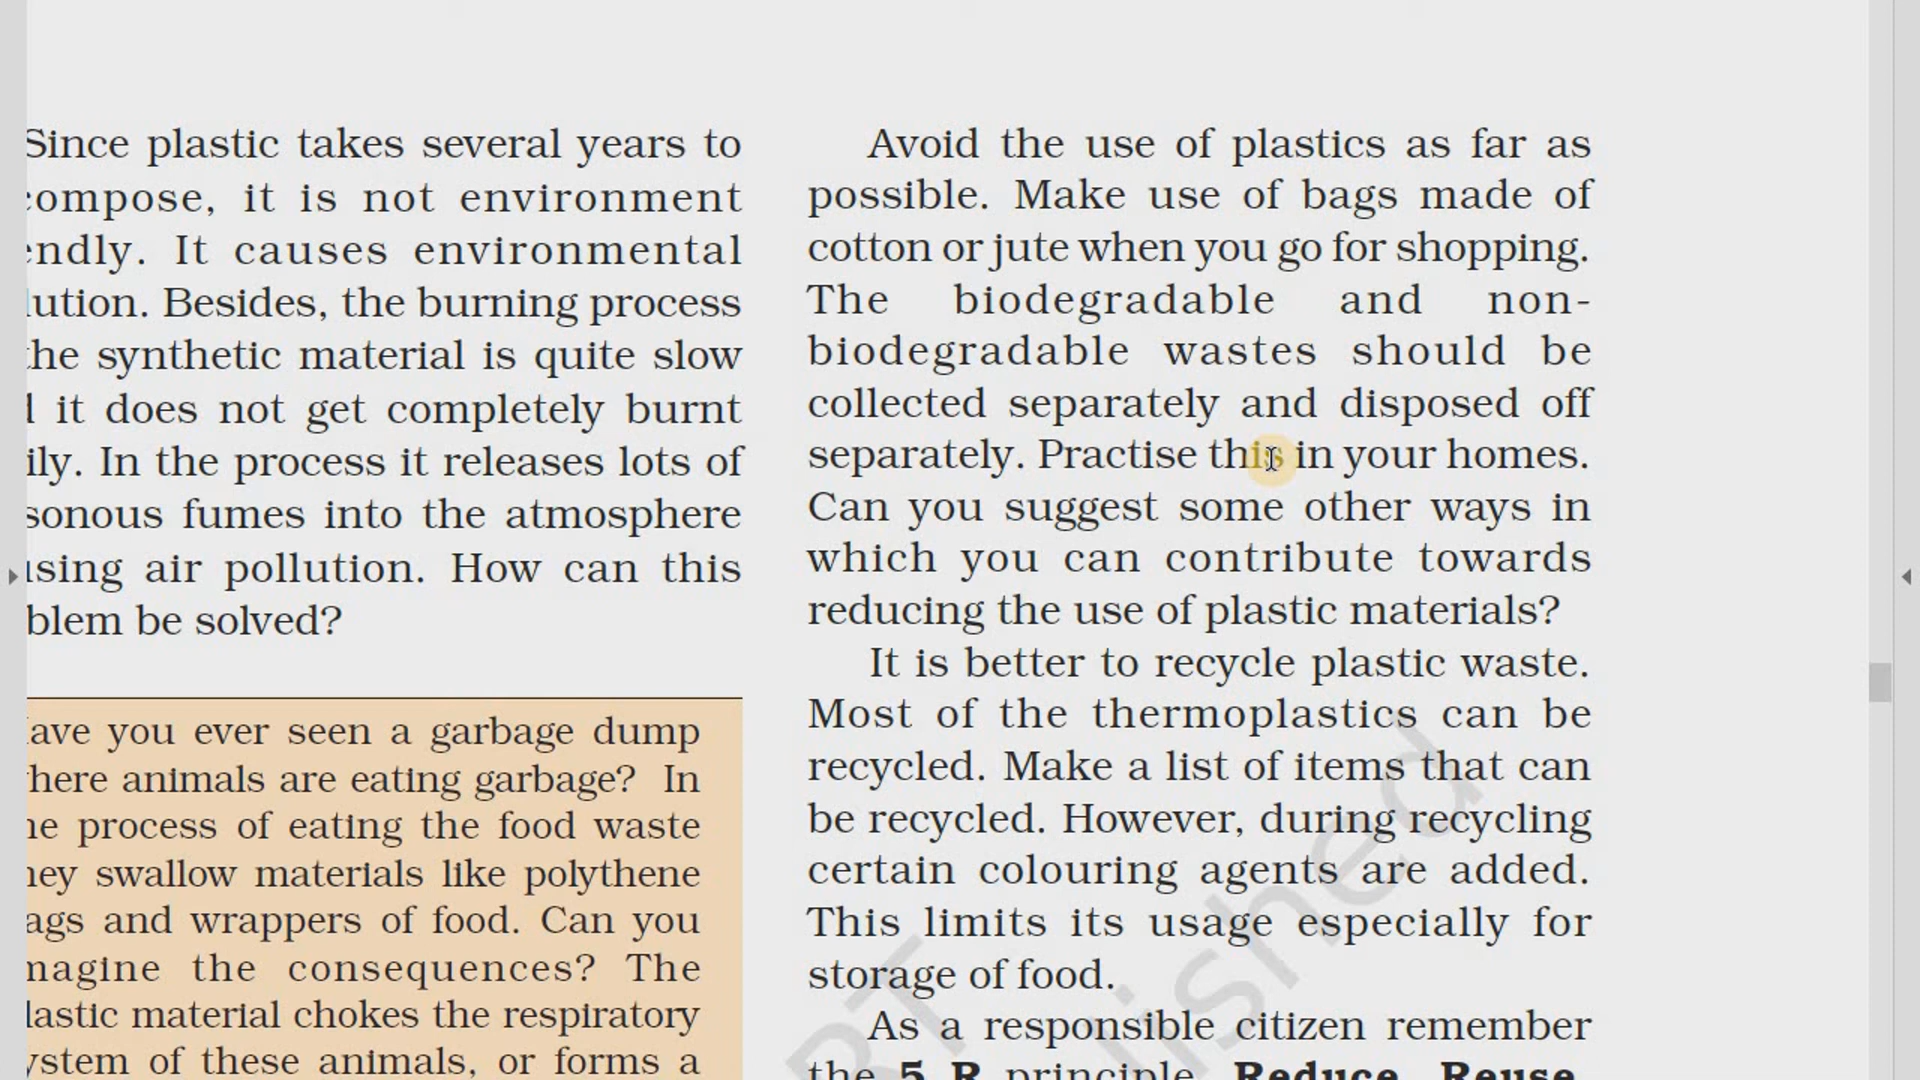 Since plastic takes several years to
compose, it is not environment
endly. It causes environmental
lution. Besides, the burning process
the synthetic material is quite slow
it does not get completely burnt
ily. In the process it releases lots of
sonous fumes into the atmosphere
using air pollution. How can this
blem be solved?
ave you ever seen a garbage dump
here animals are eating garbage? In
he process of eating the food waste
hey swallow materials like polythene
ags and wrappers of food. Can you
magine the consequences? The
lastic material chokes the respiratory
ystem of these animals, or forms a
Avoid the use of plastics as far as
possible. Make use of bags made of
cotton or jute when you go for shopping.
The biodegradable and non-
biodegradable wastes should be
collected separately and disposed off
separately. Practise this in your homes.
Can you suggest some other ways in
which you can contribute towards
reducing the use of plastic materials?
It is better to recycle plastic waste.
Most of the thermoplastics can be
recycled. Make a list of items that can
be recycled. However, during recycling
certain colouring agents are added.
This limits its usage especially for
storage of food.
As a responsible citizen remember
the 5 R principle. Reduce, Reuse,